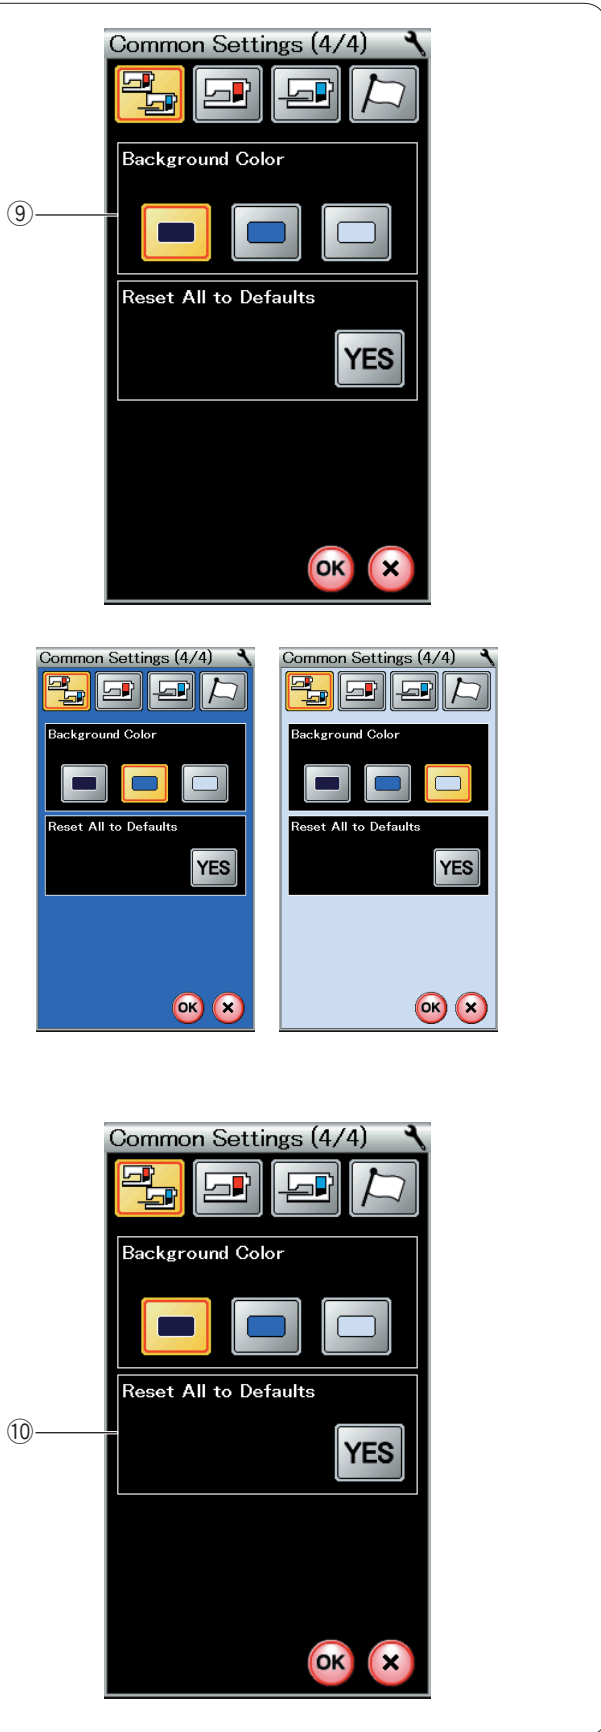 Common Settings (4/4)
Background Color
⑨
Reset All to Defaults
YES
OK
Common Settings (4/4)
Background Color
Reset All to Defaults
YES
OK
Common Settings (4/4)
Background Color
Reset All to Defaults
YES
OK
Common Settings (4/4)
Background Color
Reset All to Defaults
⑩
YES
OK